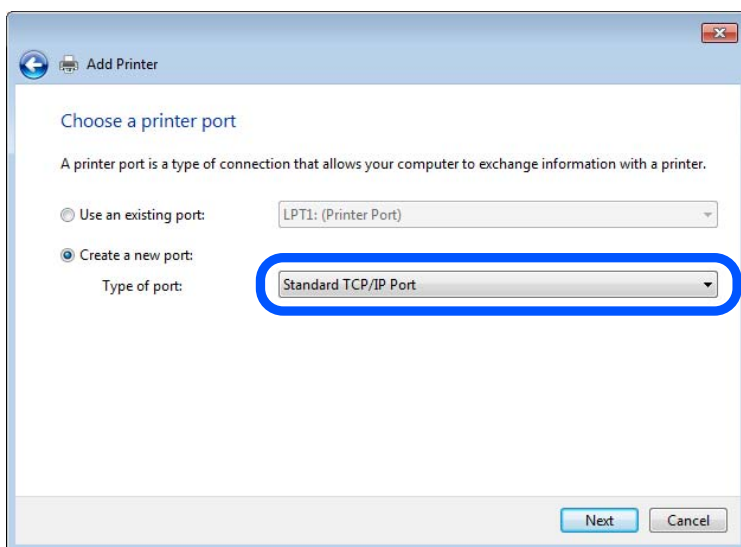 Add Printer
Choose a printer port
A printer port is a type of connection that allows your computer to exchange information with a printer.
Use an existing port: LPT1: (Printer Port)
Create a new port:
Type of port: Standard TCP/IP Port
Next Cancel